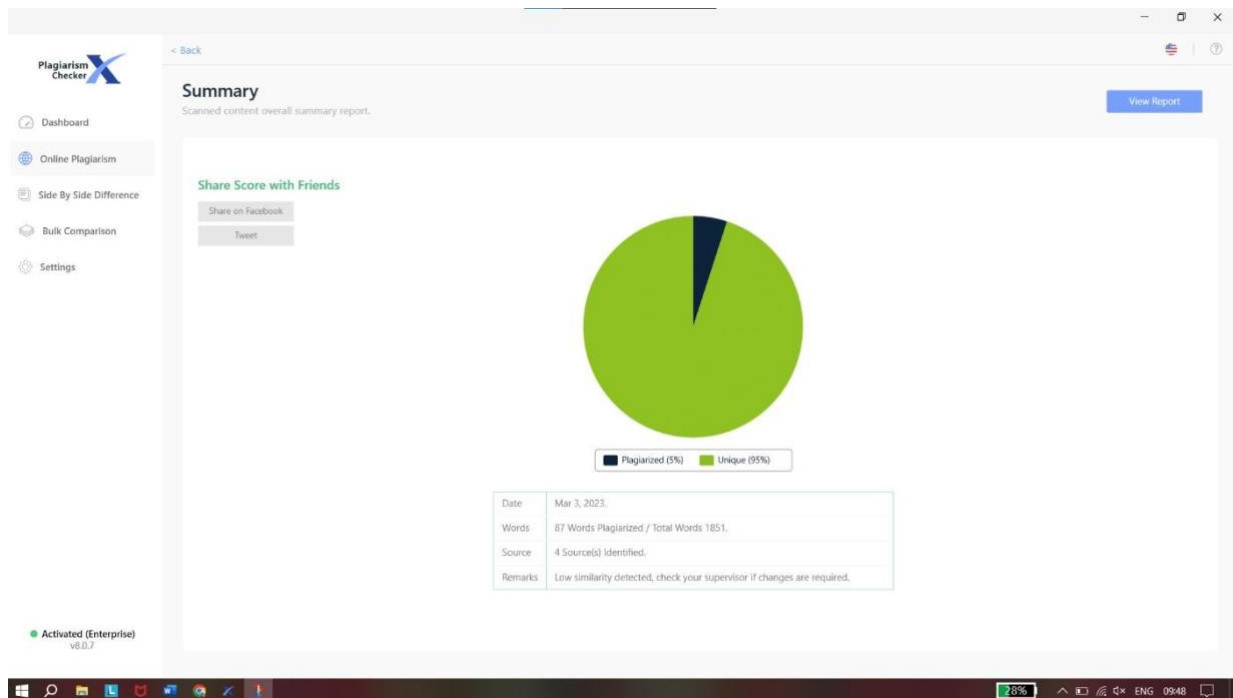 < Back
Plagiarism
Checker
Summary
Scanned content overall summary report.
View Report
Dashboard
Online Plagiarism
Side By Side Difference
Bulk Comparison
Settings
Share Score with Friends
Share on Facebook
Tweet
Plagiarized (5%) Unique (95%)
Date Mar 3, 2023.
Words 87 Words Plagiarized / Total Words 1851.
Source 4 Source(s) Identified.
Remarks Low similarity detected, check your supervisor if changes are required.
Activated (Enterprise)
v8.0.7
28% ENG 09:48